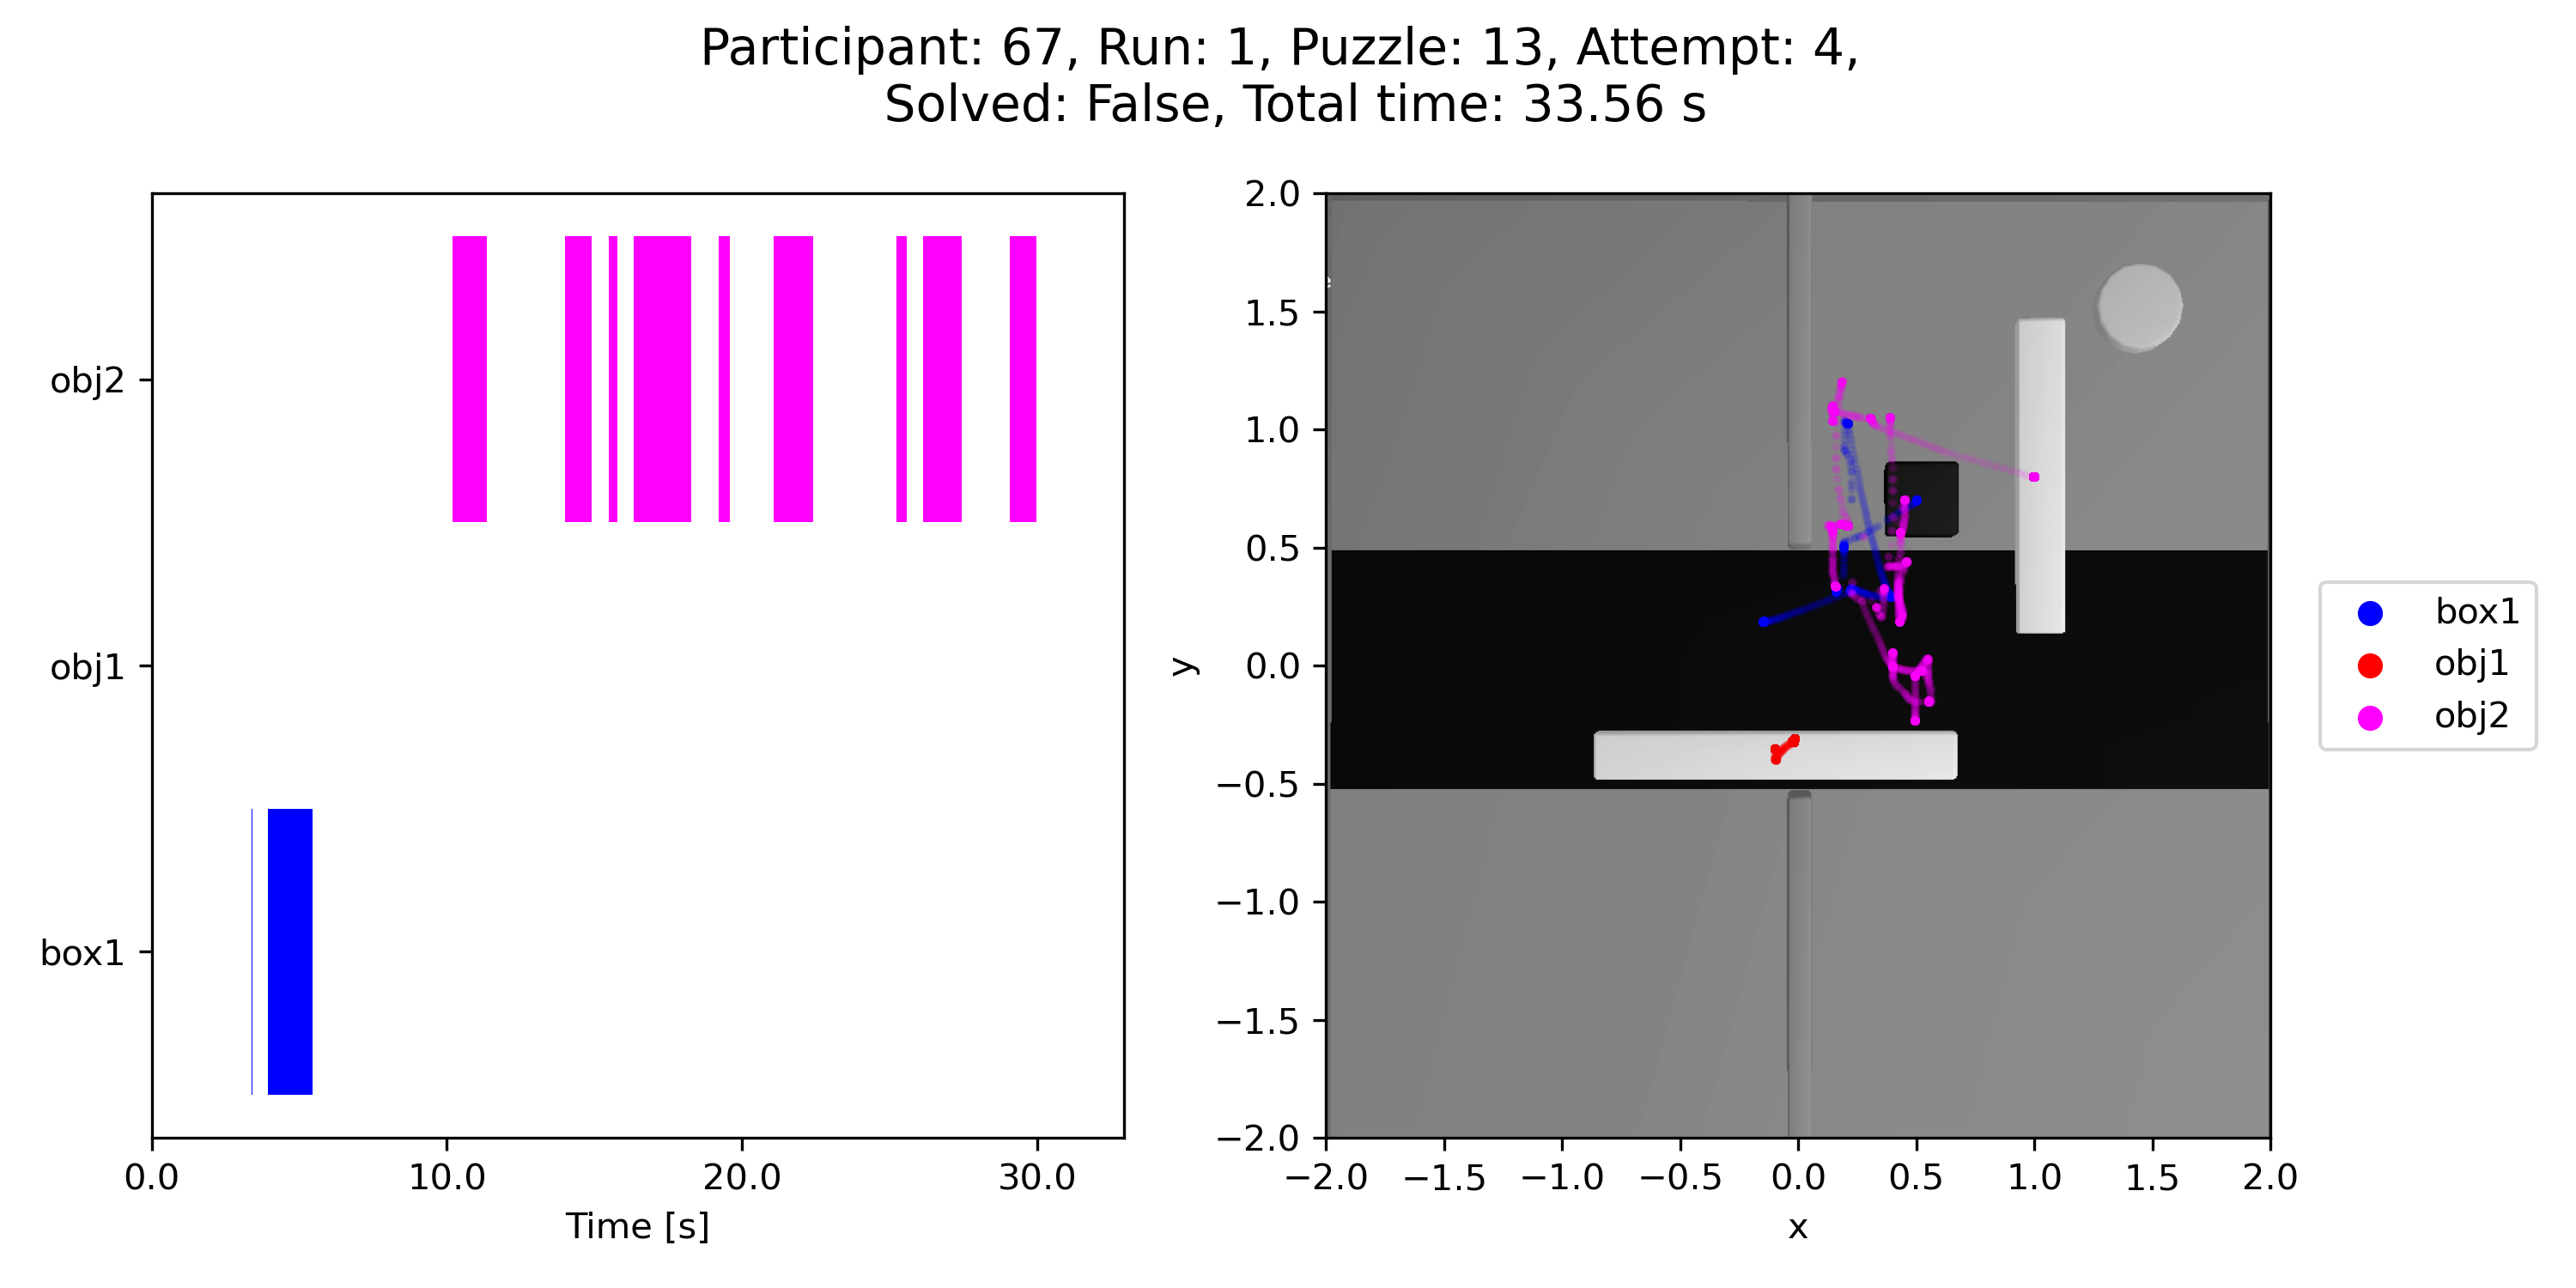 Participant: 67, Run: 1, Puzzle: 13, Attempt: 4,
Solved: False, Total time: 33.56 s
obj2
obj1
box1
0.0 10.0 20.0 30.0
Time [s]
2.0
1.5
1.0
0.5
0.0
−0.5
−1.0
−1.5
−2.0
y
−2.0 −1.5 −1.0 −0.5 0.0 0.5 1.0 1.5 2.0
x
box1
obj1
obj2